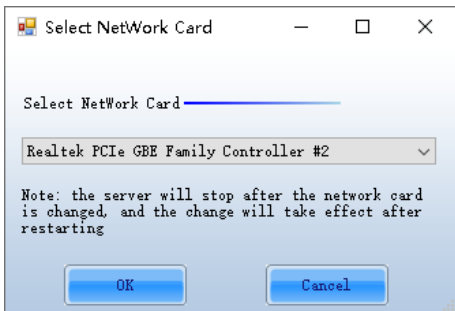 Select NetWork Card
Select NetWork Card
Realtek PCIe GBE Family Controller #2
Note: the server will stop after the network card
is changed, and the change will take effect after
restarting
OK
Cancel